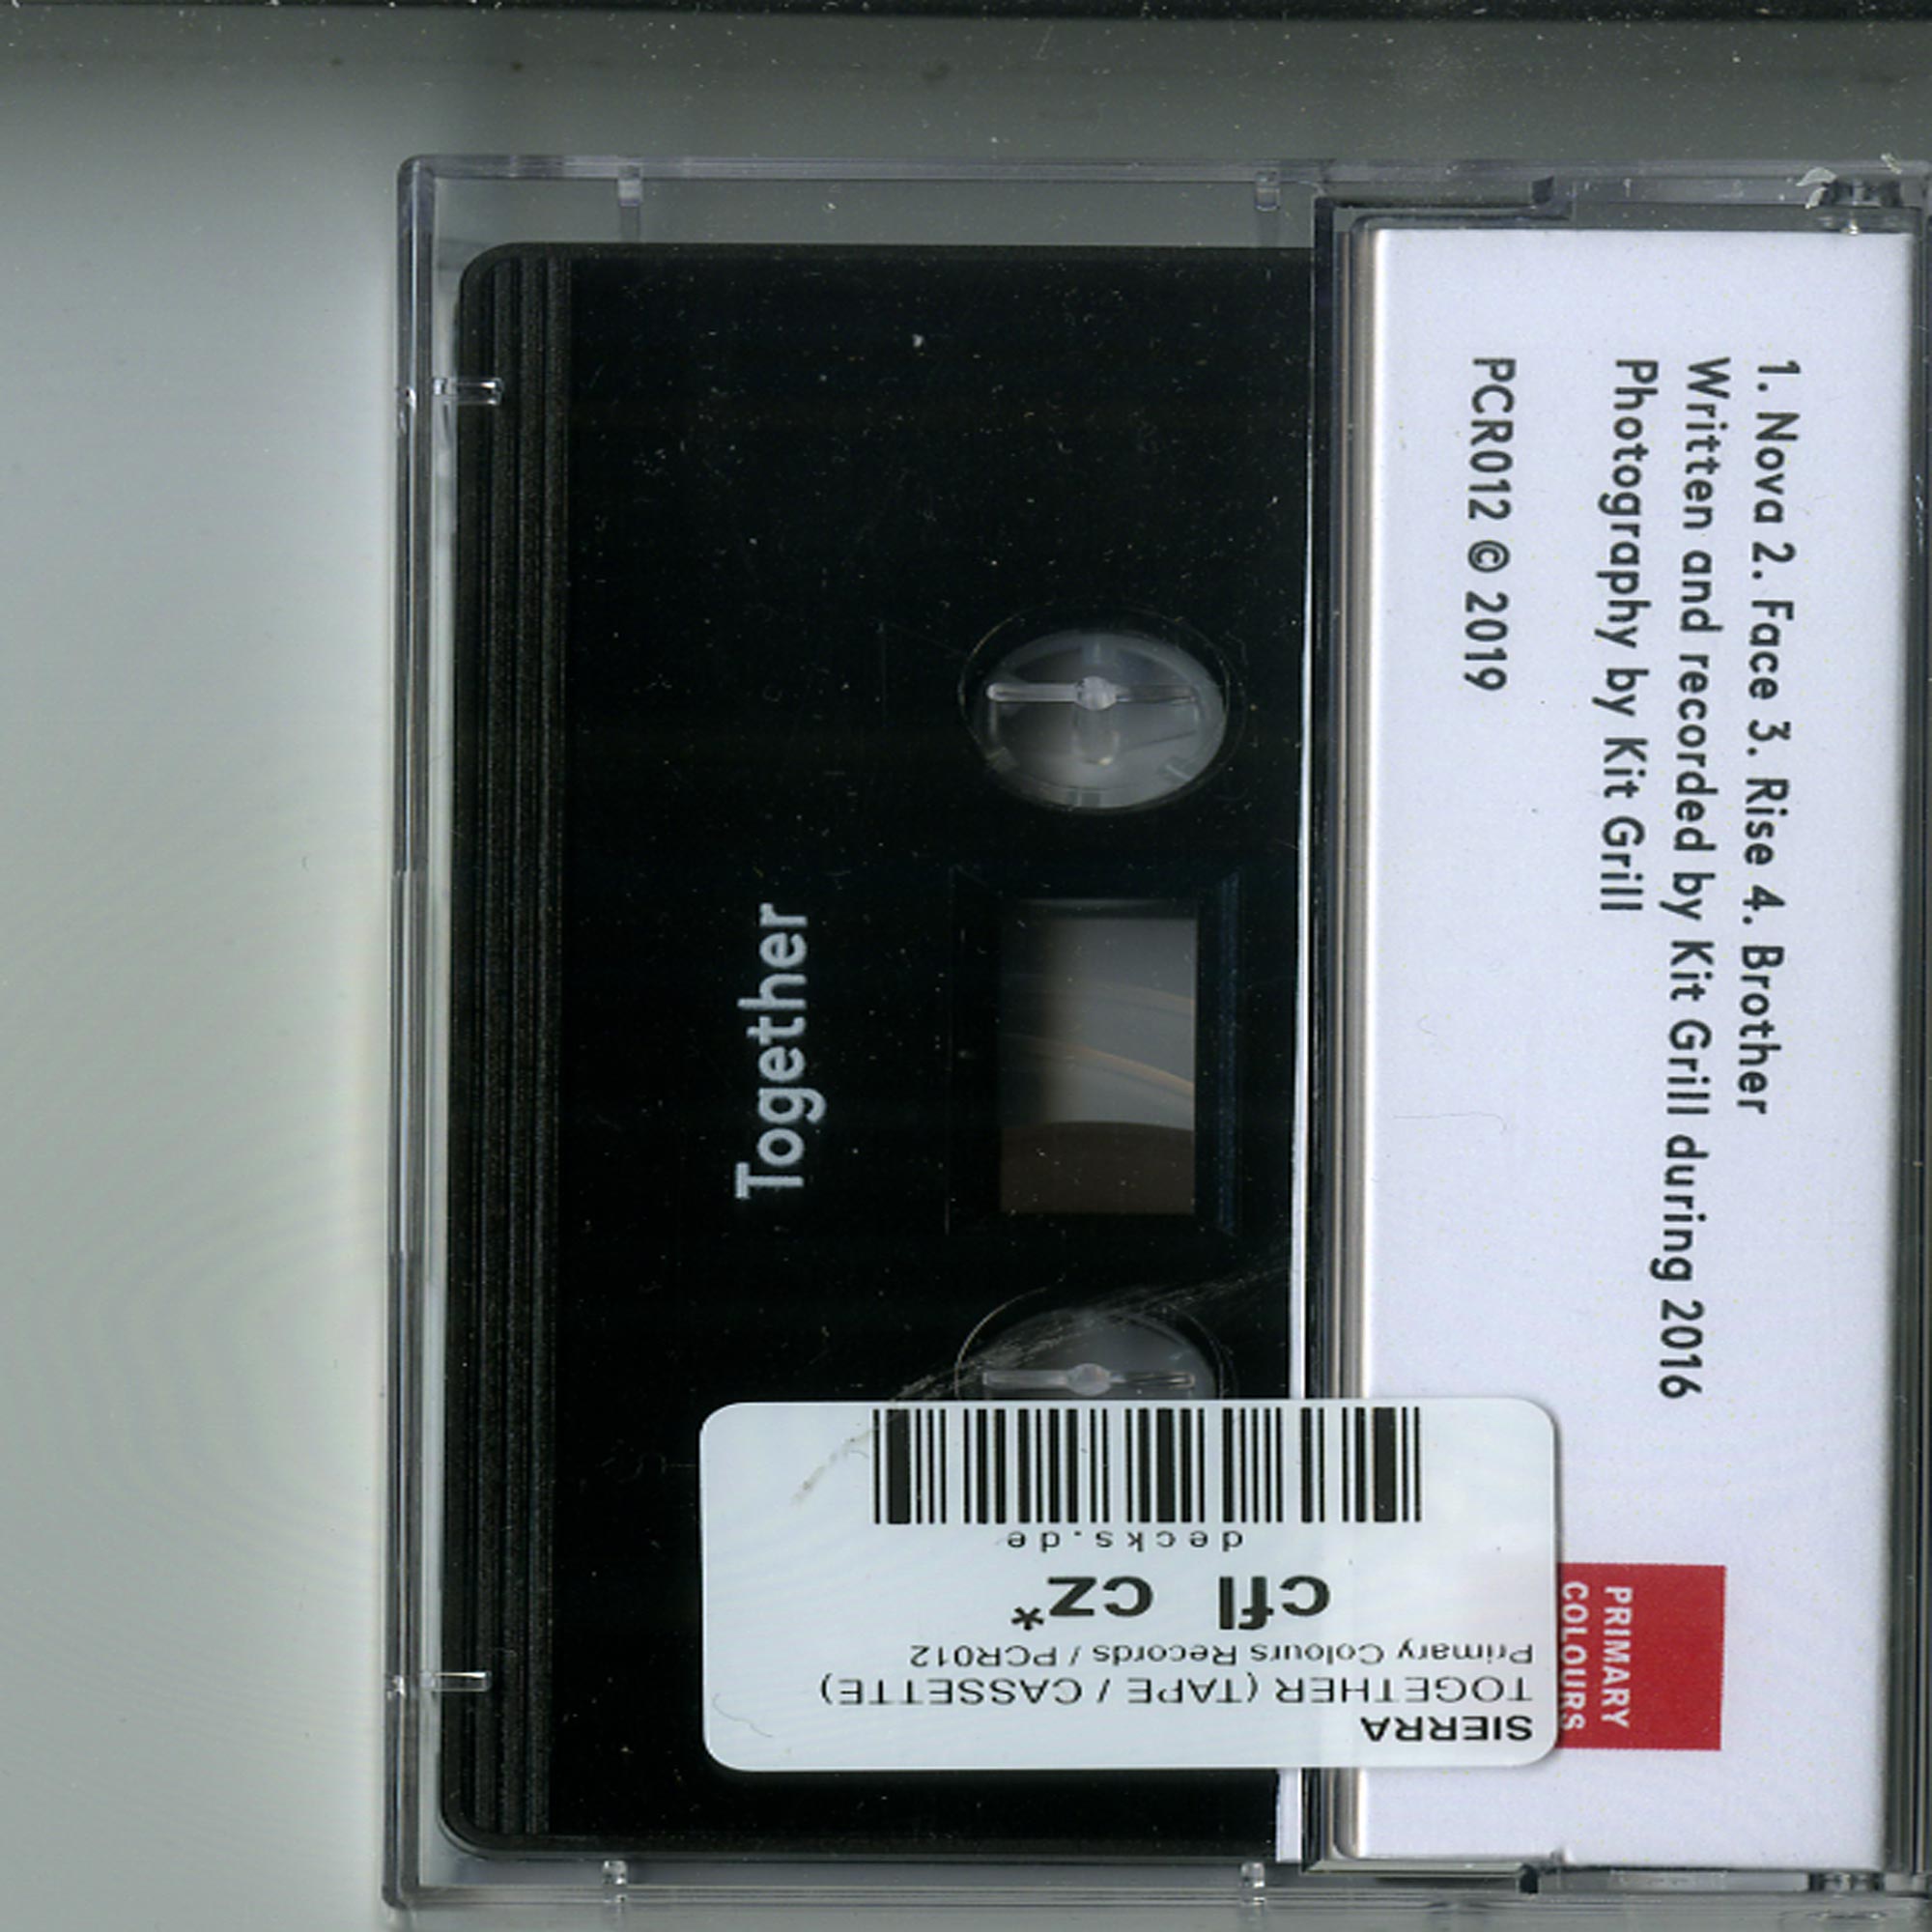 Together
1. Nova 2. Face 3. Rise 4. Brother
Written and recorded by Kit Grill during 2016
Photography by Kit Grill
PCR012 © 2019
PRIMARY
COLOURS
SIERRA
TOGETHER (TAPE / CASSETTE)
Primary Colours Records / PCR012
cfl cz*
decks.de